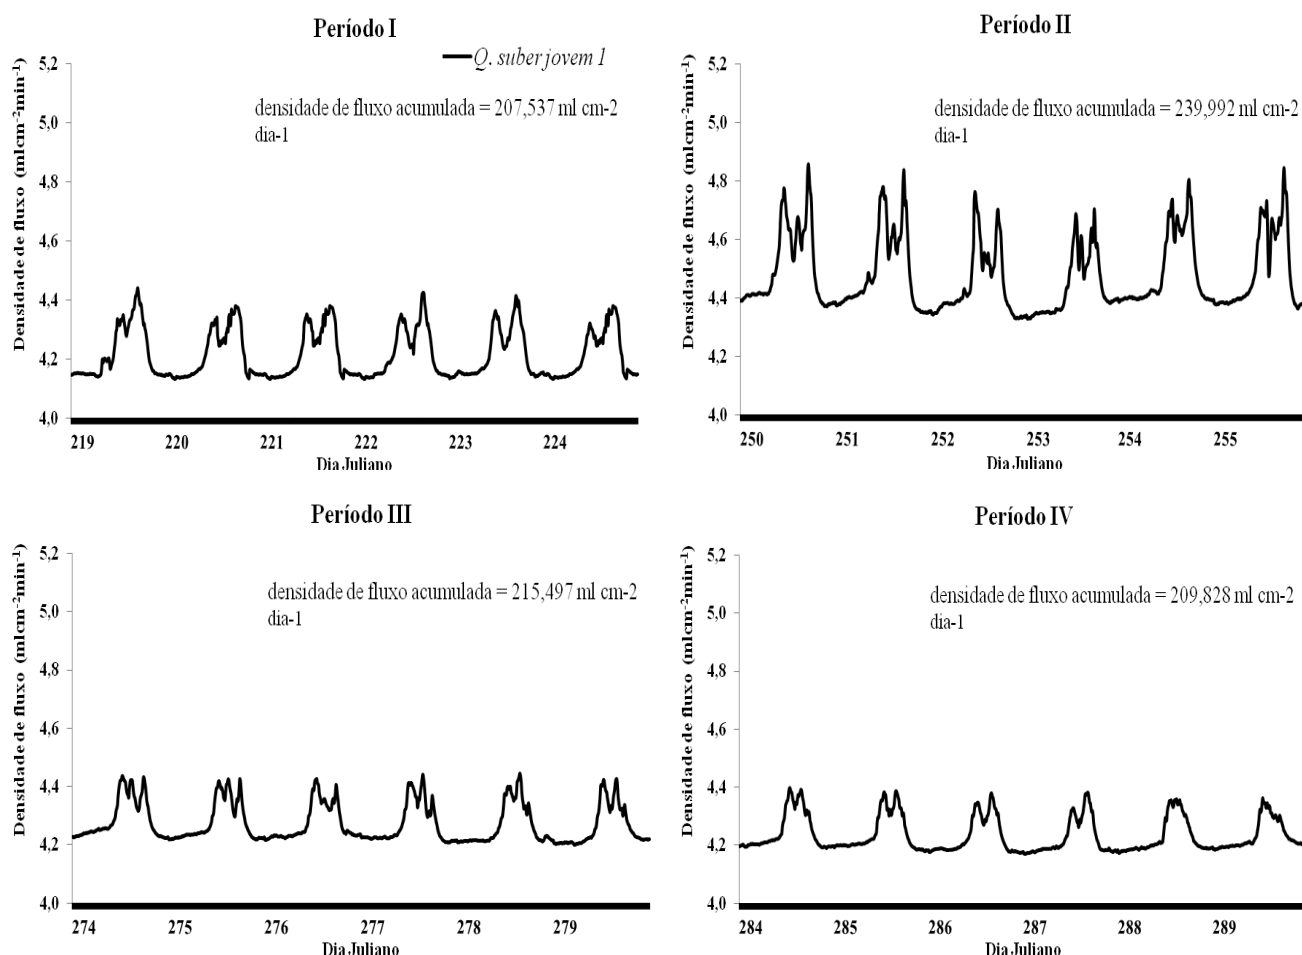 Período I
Q. suber jovem 1
densidade de fluxo acumulada = 207,537 ml cm-2
dia-1
Densidade de fluxo (mlcm⁻²min⁻¹)
5,2
5,0
4,8
4,6
4,4
4,2
4,0
219 220 221 222 223 224
Dia Juliano
Período II
densidade de fluxo acumulada = 239,992 ml cm-2
dia-1
Densidade de fluxo (mlcm⁻²min⁻¹)
5,2
5,0
4,8
4,6
4,4
4,2
4,0
250 251 252 253 254 255
Dia Juliano
Período III
densidade de fluxo acumulada = 215,497 ml cm-2
dia-1
Densidade de fluxo (mlcm⁻²min⁻¹)
5,2
5,0
4,8
4,6
4,4
4,2
4,0
274 275 276 277 278 279
Dia Juliano
Período IV
densidade de fluxo acumulada = 209,828 ml cm-2
dia-1
Densidade de fluxo (mlcm⁻²min⁻¹)
5,2
5,0
4,8
4,6
4,4
4,2
4,0
284 285 286 287 288 289
Dia Juliano